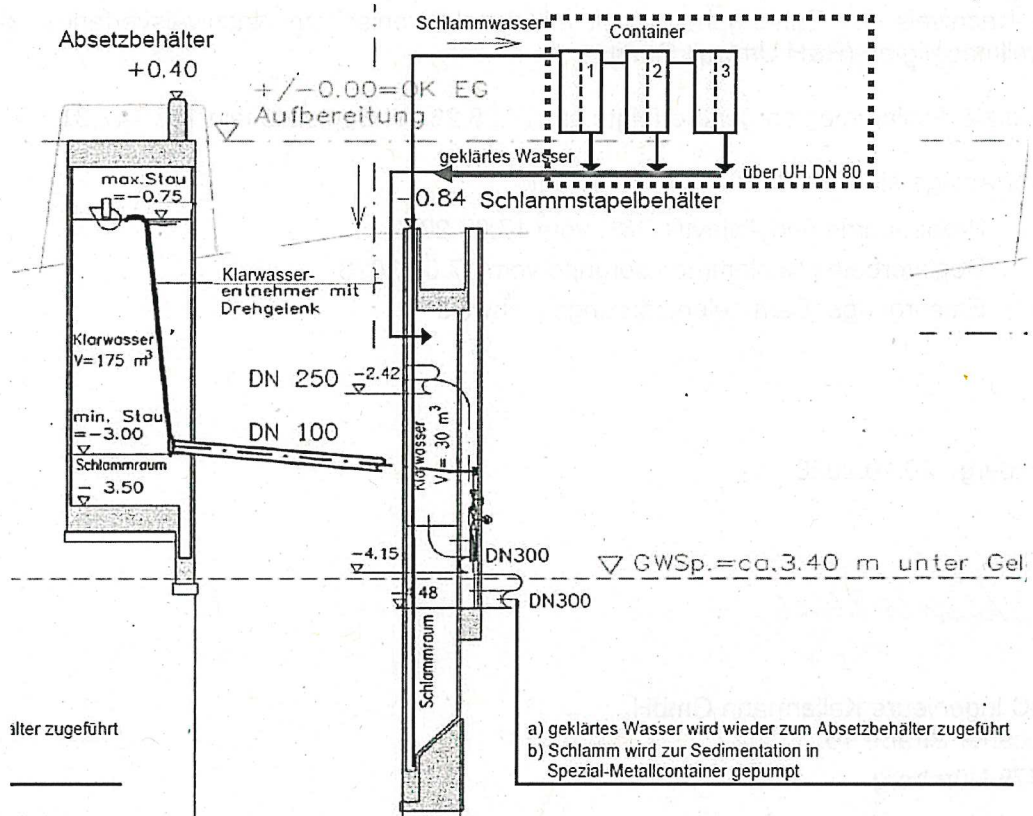 Schlammwasser
Container
Absetzbehälter
+0.40
+/-0.00=OK EG
Aufbereitung
1
2
3
geklärtes Wasser
über UH DN 80
max.Stau
=-0.75
-0.84
Schlammstapelbehälter
Klarwasser-
entnehmer mit
Drehgelenk
Klarwasser
V=175 m³
DN 250
-2.42
Klarwasser
V= 30 m³
min. Stau
=-3.00
DN 100
Schlammraum
- 3.50
-4.15
DN300
GWSp.=ca.3.40 m unter Gel
48
DN300
Schlammraum
älter zugeführt
a) geklärtes Wasser wird wieder zum Absetzbehälter zugeführt
b) Schlamm wird zur Sedimentation in
Spezial-Metallcontainer gepumpt